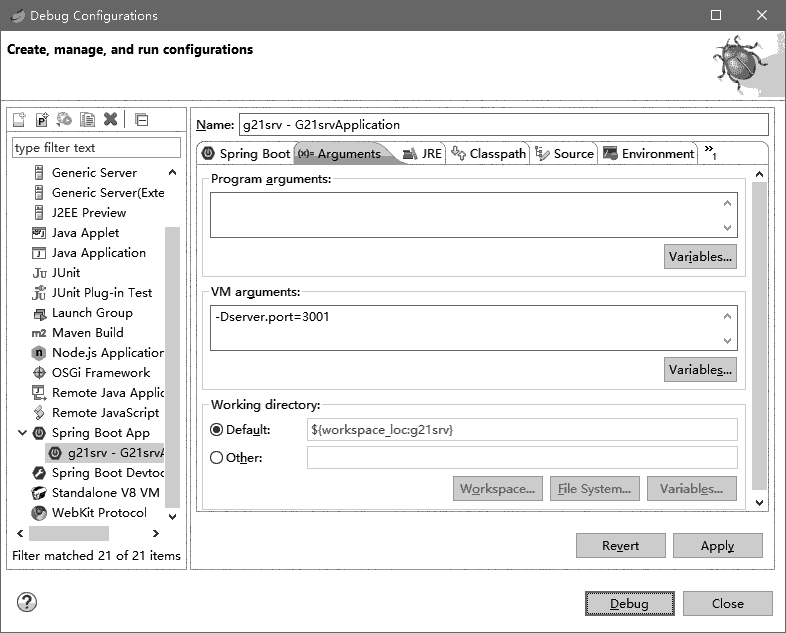 Debug Configurations
Create, manage, and run configurations
type filter text
Generic Server
Generic Server(Exte
J2EE Preview
Java Applet
Java Application
JUnit
JUnit Plug-in Test
Launch Group
Maven Build
Node.js Application
OSGi Framework
Remote Java Applic
Remote JavaScript
Spring Boot App
g21srv - G21srvA
Spring Boot Devtoo
Standalone V8 VM
WebKit Protocol
Filter matched 21 of 21 items
Name: g21srv - G21srvApplication
Spring Boot (x)= Arguments JRE Classpath Source Environment »1
Program arguments:
Variables...
VM arguments:
-Dserver.port=3001
Variables...
Working directory:
Default: ${workspace_loc:g21srv}
Other:
Workspace... File System... Variables...
Revert Apply
Debug Close